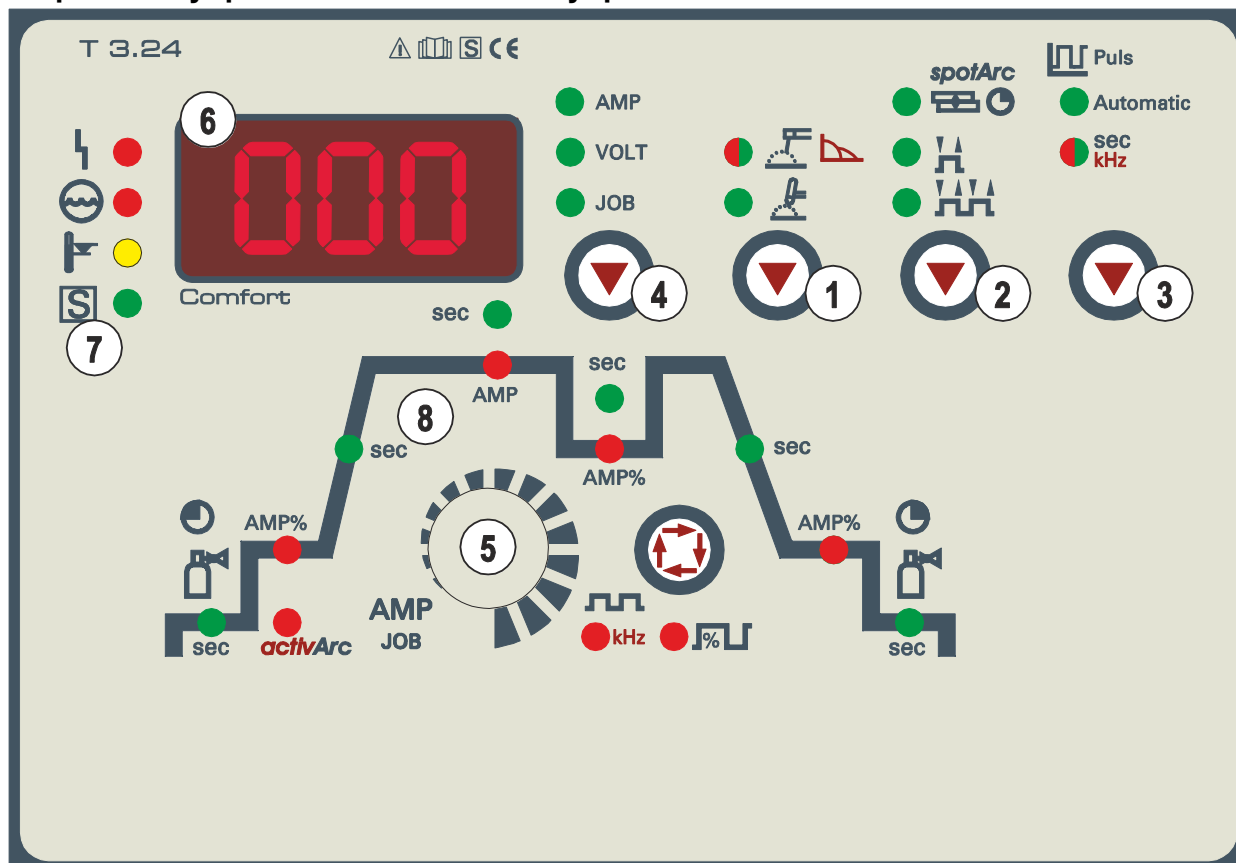 T 3.24
S CE
Puls
spotArc
6
AMP
Automatic
000
VOLT
sec
kHz
JOB
S
Comfort
4
1
2
3
7
sec
sec
AMP
8
sec
sec
AMP%
AMP%
AMP%
5
AMP
JOB
kHz
%
sec
activArc
sec